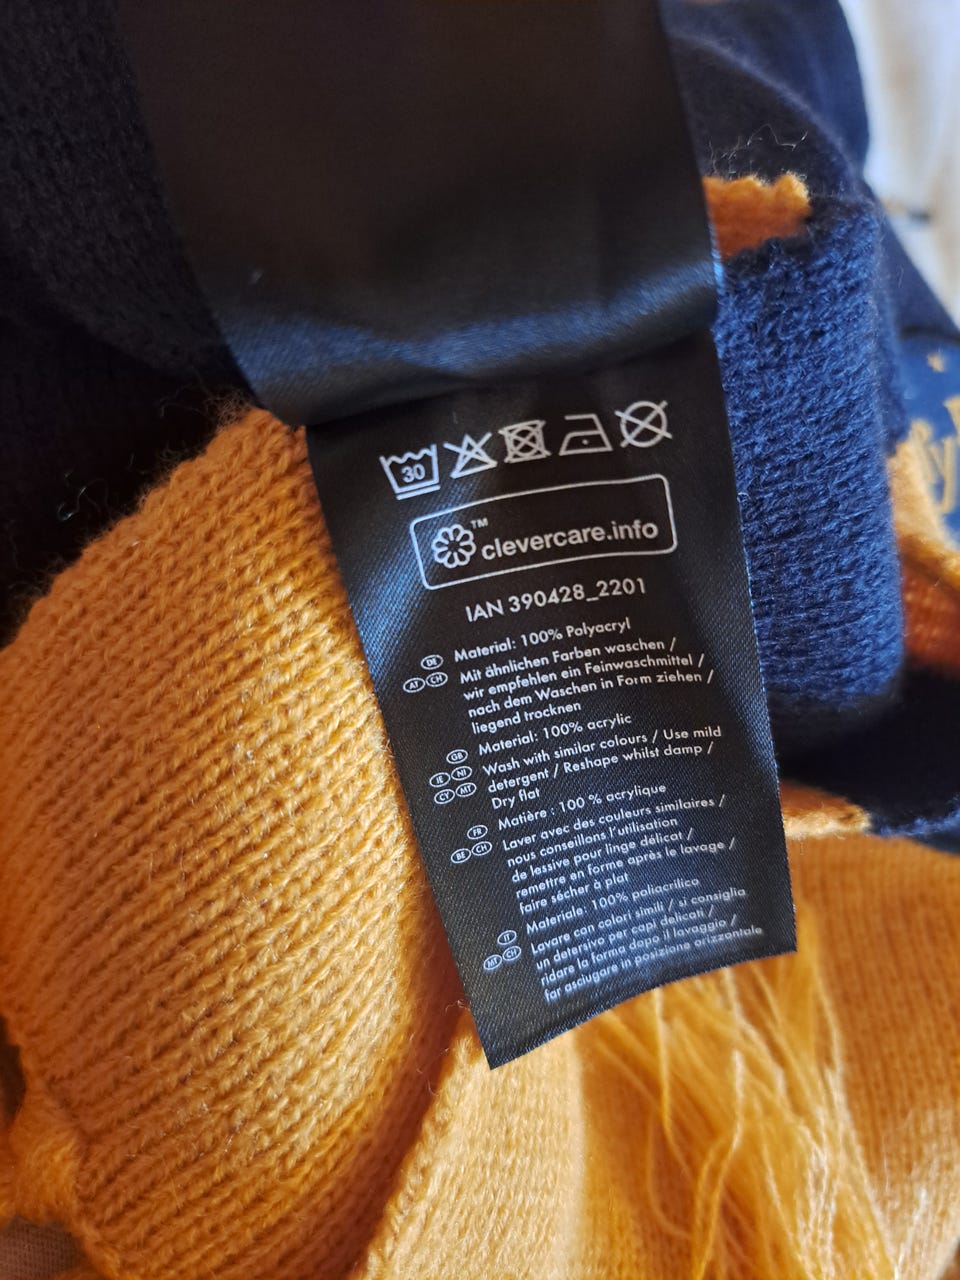 30
™
clevercare.info
IAN 390428_2201
DE
AT CH
Material: 100% Polyacryl
Mit ähnlichen Farben waschen /
wir empfehlen ein Feinwaschmittel /
nach dem Waschen in Form ziehen /
liegend trocknen
GB
IE NI
CY MT
Material: 100% acrylic
Wash with similar colours / Use mild
detergent / Reshape whilst damp /
Dry flat
FR
BE CH
Matière : 100 % acrylique
Laver avec des couleurs similaires /
nous conseillons l'utilisation
de lessive pour linge délicat /
remettre en forme après le lavage /
faire sécher à plat
IT
MT CH
Materiale: 100% poliacrilico
Lavare con colori simili / si consiglia
un detersivo per capi delicati /
ridare la forma dopo il lavaggio /
far asciugare in posizione orizzontale